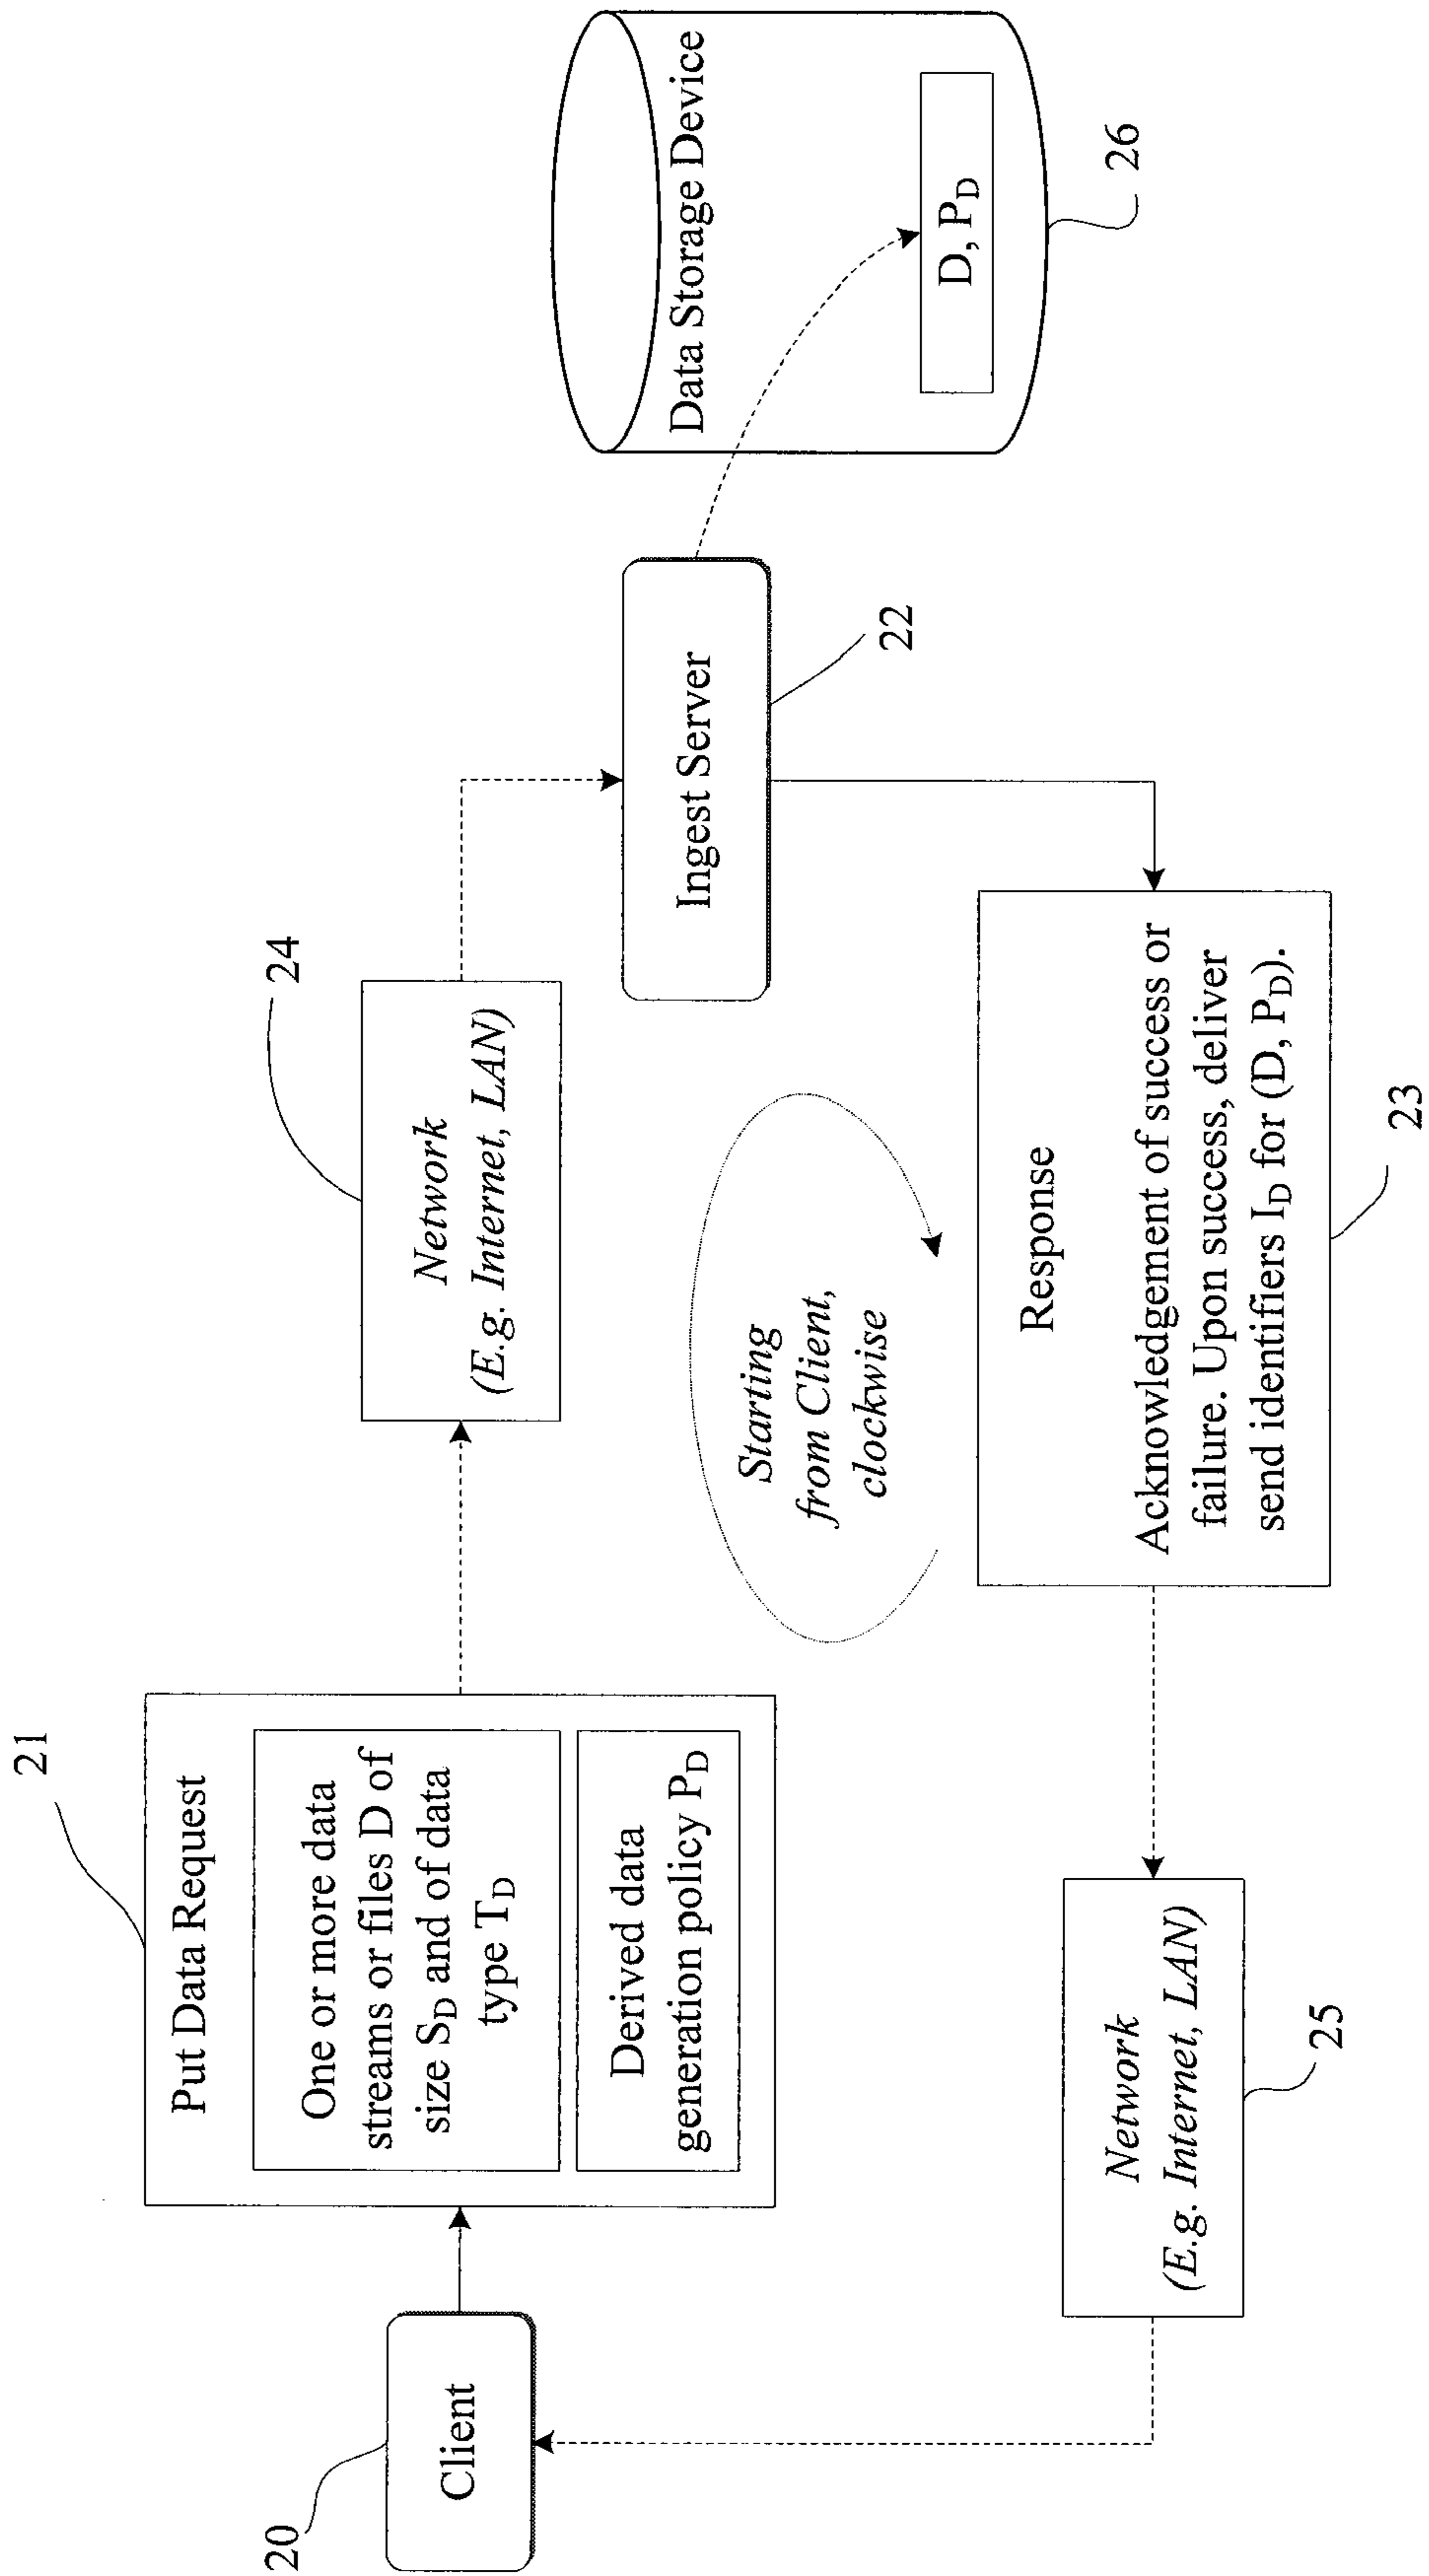 20
Client
21
Put Data Request
One or more data
streams or files D of
size S_D and of data
type T_D
Derived data
generation policy P_D
24
Network
(E.g. Internet, LAN)
Ingest Server
22
Data Storage Device
D, P_D
26
Starting
from Client,
clockwise
Response
Acknowledgement of success or
failure. Upon success, deliver
send identifiers I_D for (D, P_D).
23
Network
(E.g. Internet, LAN)
25